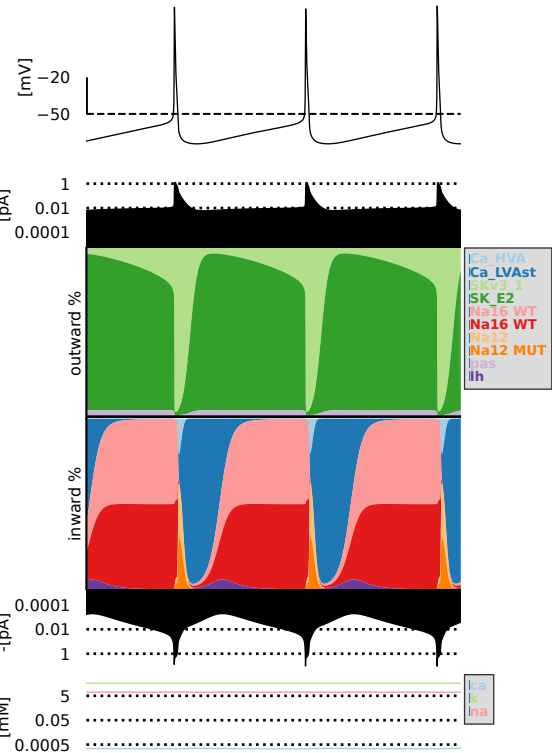 [mV]
−20
−50
[pA]
1
0.01
0.0001
outward %
Ca_HVA
Ca_LVAst
SKv3_1
SK_E2
Na16 WT
Na16 WT
Na12
Na12 MUT
pas
Ih
inward %
-[pA]
0.0001
0.01
1
[mM]
5
0.05
0.0005
ca
k
na